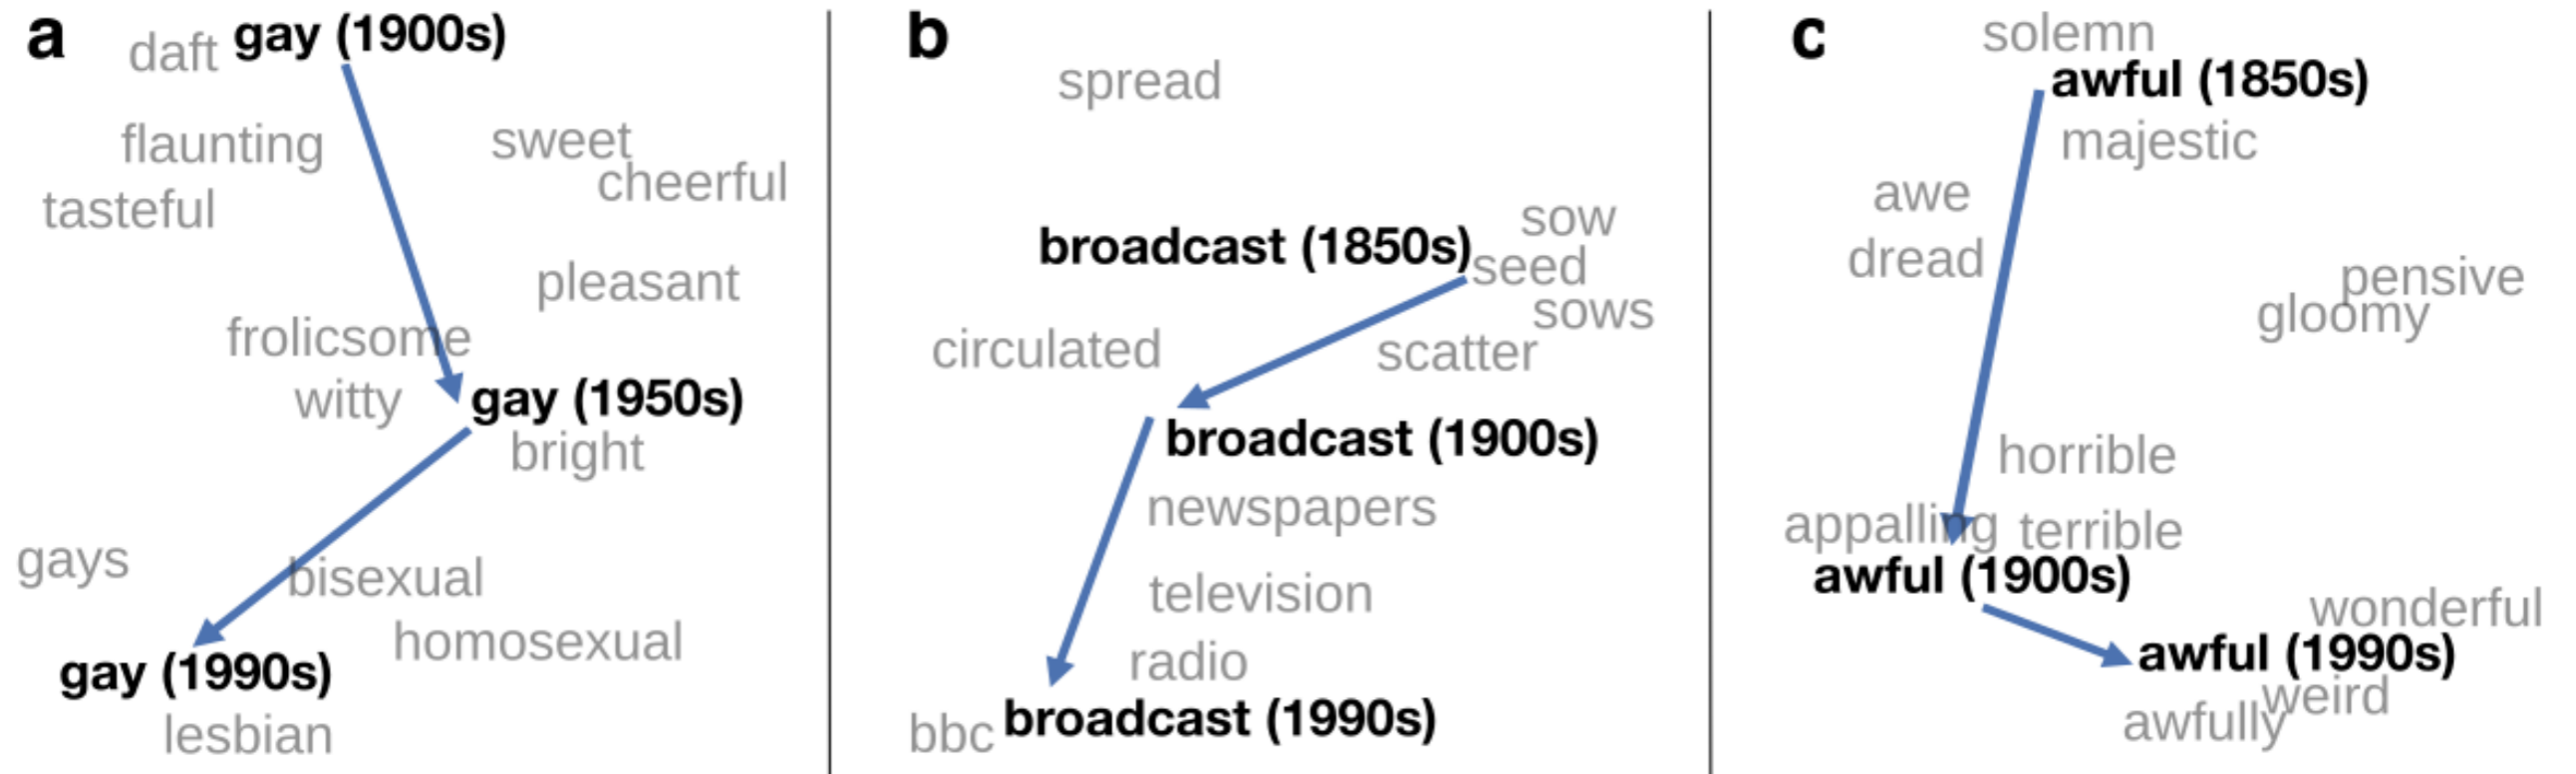 a
daft gay (1900s)
flaunting
sweet
cheerful
tasteful
pleasant
frolicsome
witty
gay (1950s)
bright
gays
bisexual
homosexual
gay (1990s)
lesbian
b
spread
broadcast (1850s)
sow
seed
sows
circulated
scatter
broadcast (1900s)
newspapers
television
radio
bbc broadcast (1990s)
c
solemn
awful (1850s)
majestic
awe
dread
pensive
gloomy
horrible
appalling terrible
awful (1900s)
wonderful
awful (1990s)
weird
awfully